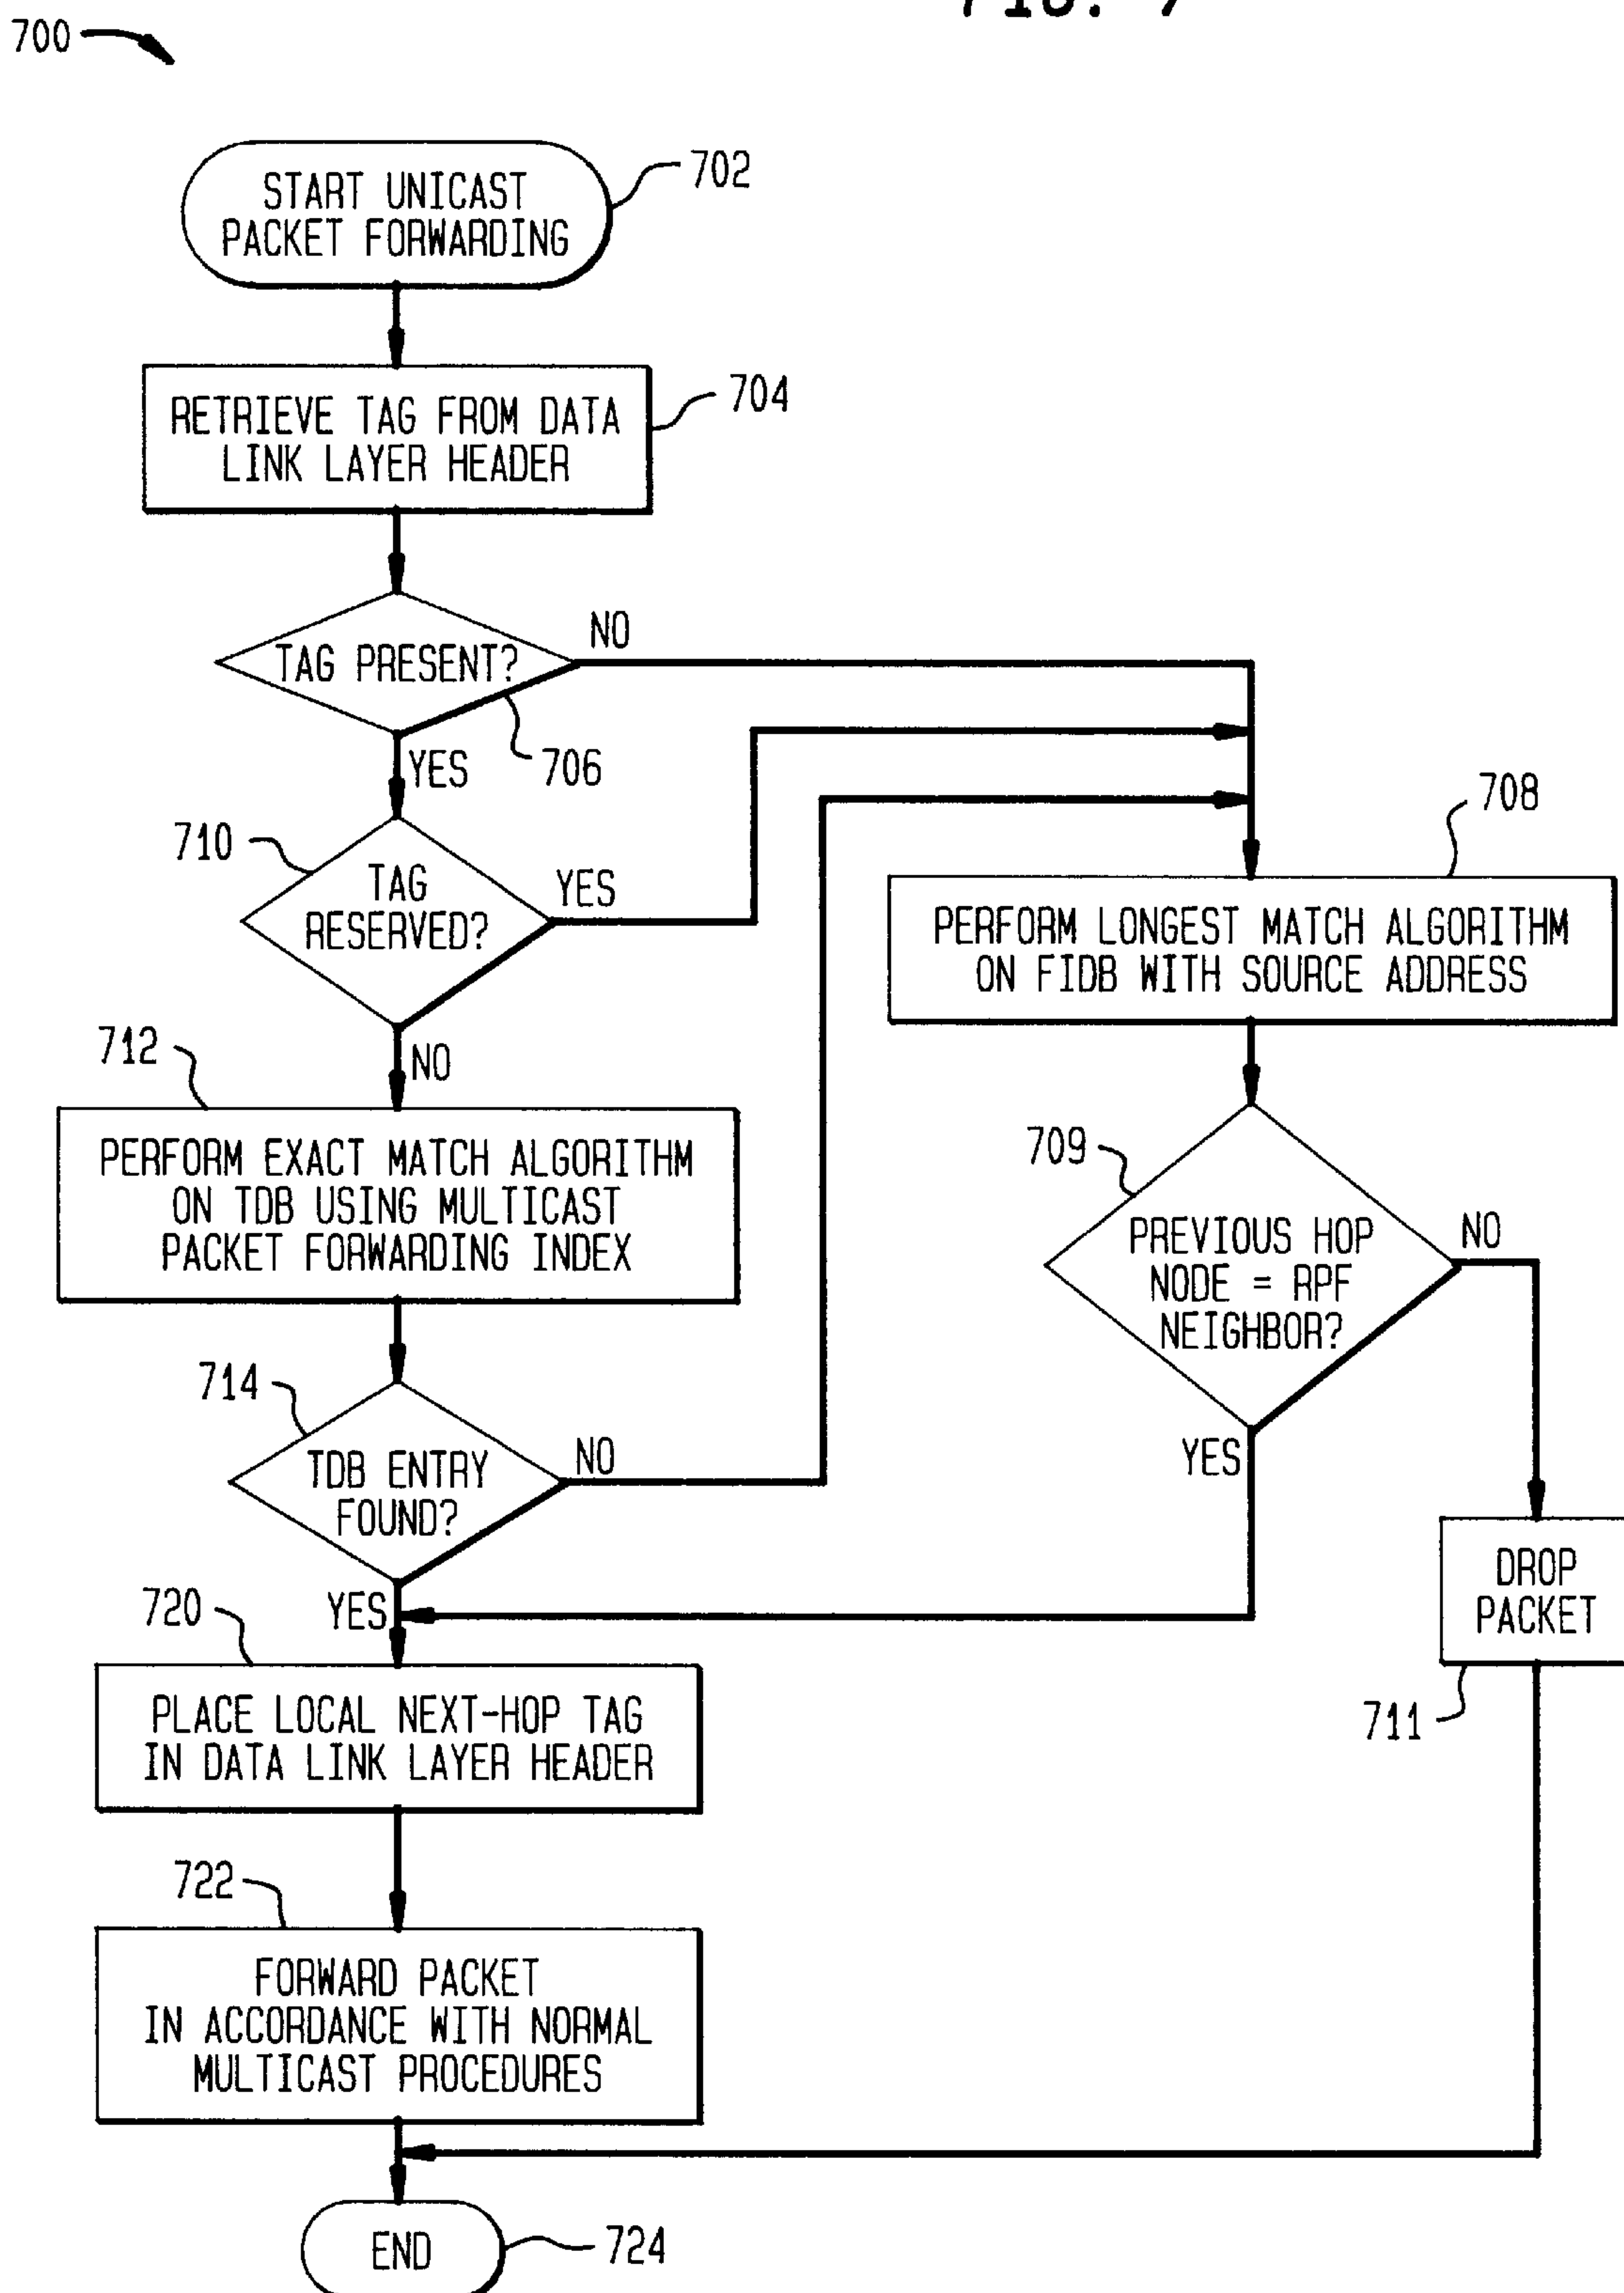 FIG. 7
700
START UNICAST
PACKET FORWARDING
702
RETRIEVE TAG FROM DATA
LINK LAYER HEADER
704
TAG PRESENT?
NO
706
YES
710
TAG
RESERVED?
YES
708
PERFORM LONGEST MATCH ALGORITHM
ON FIDB WITH SOURCE ADDRESS
712
NO
PERFORM EXACT MATCH ALGORITHM
ON TDB USING MULTICAST
PACKET FORWARDING INDEX
709
PREVIOUS HOP
NODE = RPF
NEIGHBOR?
NO
714
TDB ENTRY
FOUND?
NO
YES
DROP
PACKET
711
720
YES
PLACE LOCAL NEXT-HOP TAG
IN DATA LINK LAYER HEADER
722
FORWARD PACKET
IN ACCORDANCE WITH NORMAL
MULTICAST PROCEDURES
END
724